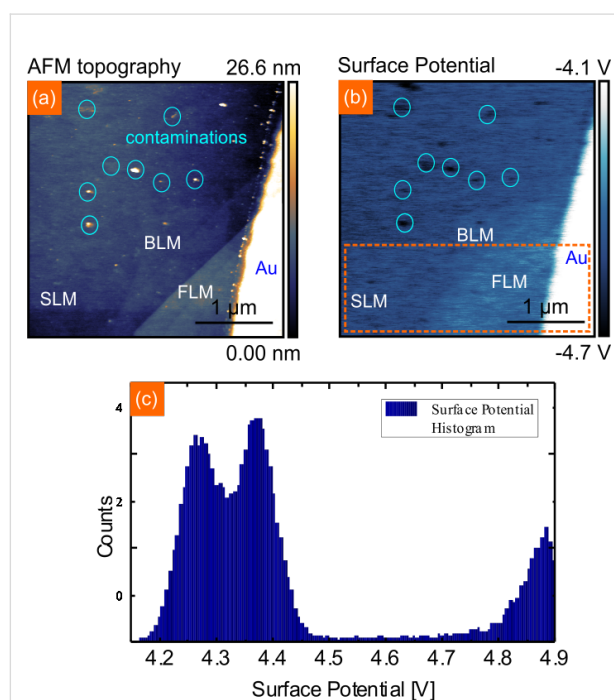 AFM topography
26.6 nm
(a)
contaminations
BLM
Au
SLM
FLM
1 µm
0.00 nm
Surface Potential
-4.1 V
(b)
BLM
Au
SLM
FLM
1 µm
-4.7 V
(c)
4
2
0
Counts
Surface Potential
Histogram
4.2 4.3 4.4 4.5 4.6 4.7 4.8 4.9
Surface Potential [V]